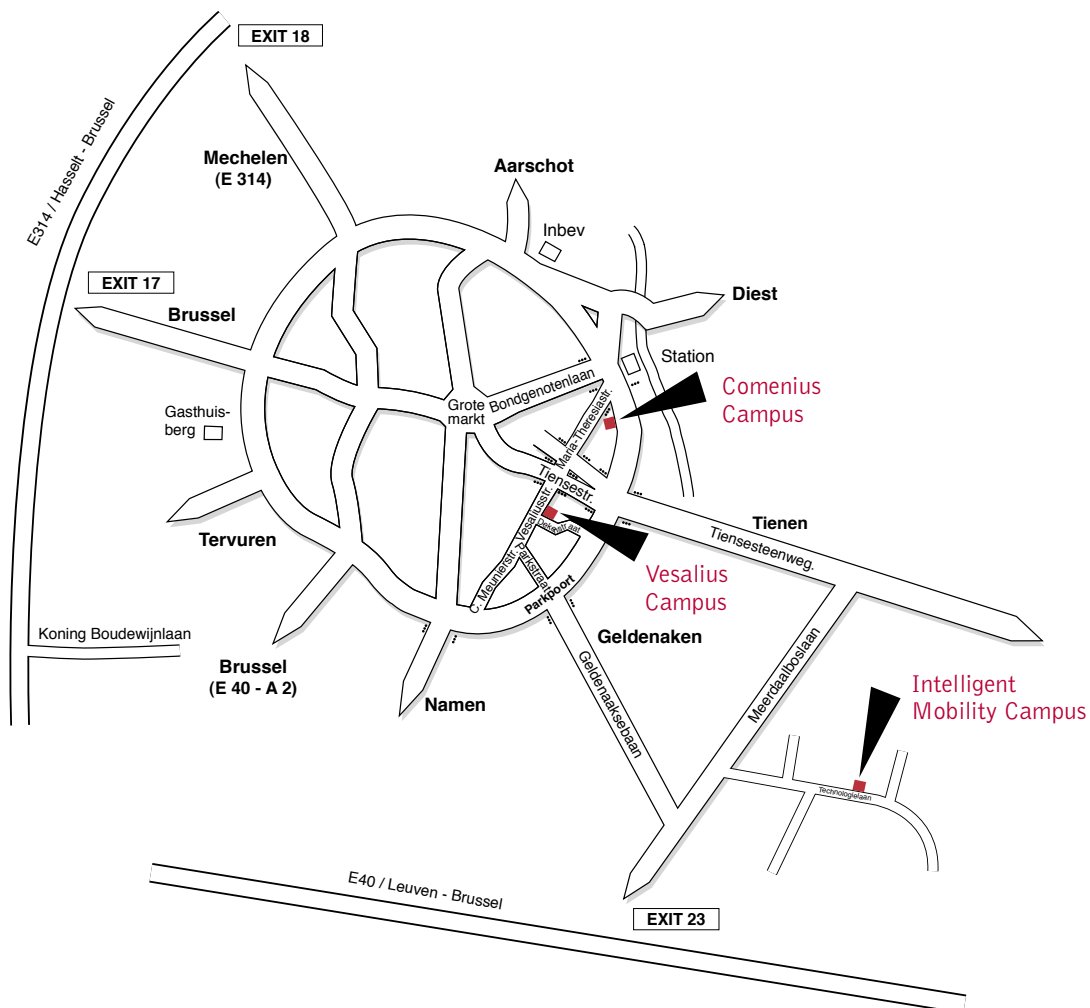 EXIT 18
E314 / Hasselt - Brussel
Mechelen
(E 314)
Aarschot
Inbev
EXIT 17
Brussel
Diest
Station
Comenius
Campus
Bondgenotenlaan
Grote
markt
Maria-Theresiastr.
Gasthuis-
berg
Tiensestr.
Vesaliusstr.
Dekenstraat
Tienen
Tiensesteenweg.
Tervuren
Vesalius
Campus
C. Meunierstr.
Parkstraat
Parkpoort
Geldenaken
Koning Boudewijnlaan
Brussel
(E 40 - A 2)
Namen
Geldenaaksebaan
Meerdaalboslaan
Intelligent
Mobility Campus
Technologielaan
E40 / Leuven - Brussel
EXIT 23